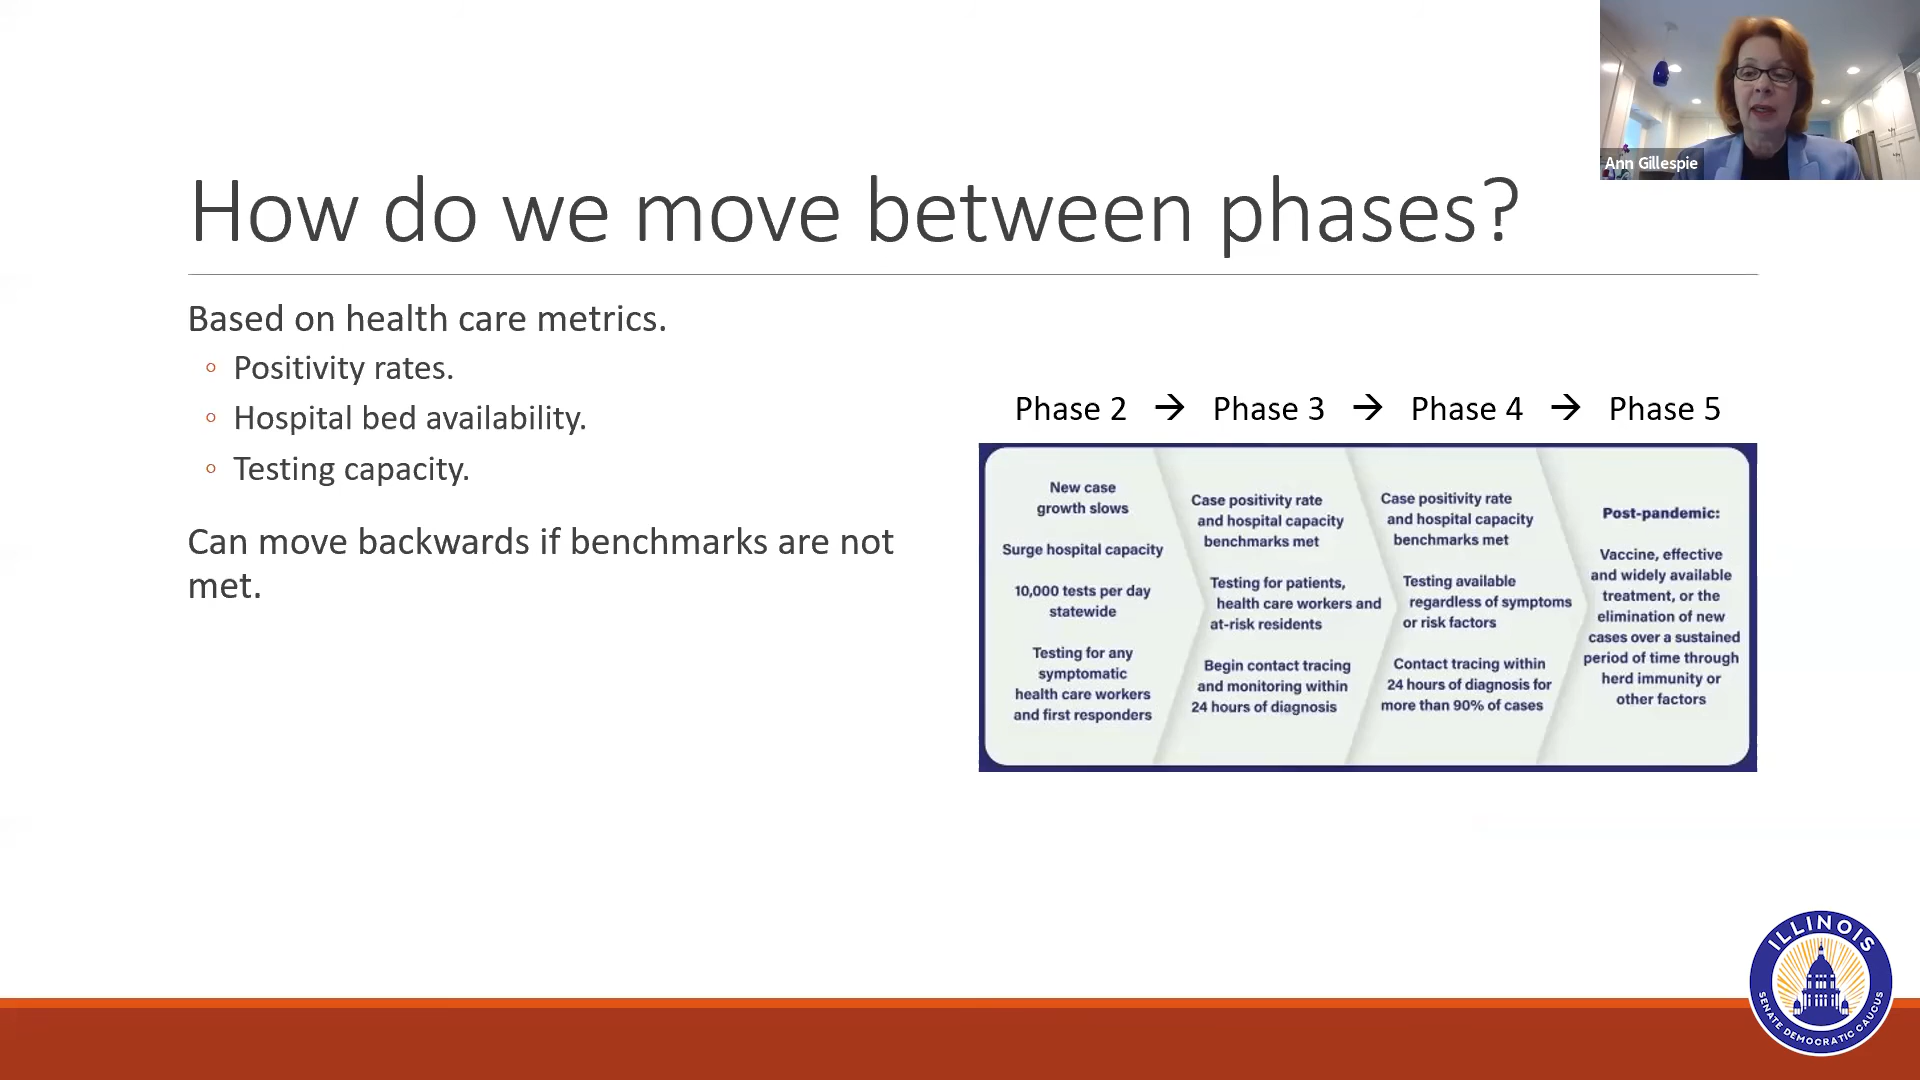 Ann Gillespie
How do we move between phases?
Based on health care metrics.
◦ Positivity rates.
◦ Hospital bed availability.
◦ Testing capacity.
Can move backwards if benchmarks are not
met.
Phase 2 → Phase 3 → Phase 4 → Phase 5
New case
growth slows
Surge hospital capacity
10,000 tests per day
statewide
Testing for any
symptomatic
health care workers
and first responders
Case positivity rate
and hospital capacity
benchmarks met
Testing for patients,
health care workers and
at-risk residents
Begin contact tracing
and monitoring within
24 hours of diagnosis
Case positivity rate
and hospital capacity
benchmarks met
Testing available
regardless of symptoms
or risk factors
Contact tracing within
24 hours of diagnosis for
more than 90% of cases
Post-pandemic:
Vaccine, effective
and widely available
treatment, or the
elimination of new
cases over a sustained
period of time through
herd immunity or
other factors
ILLINOIS
SENATE DEMOCRATIC CAUCUS